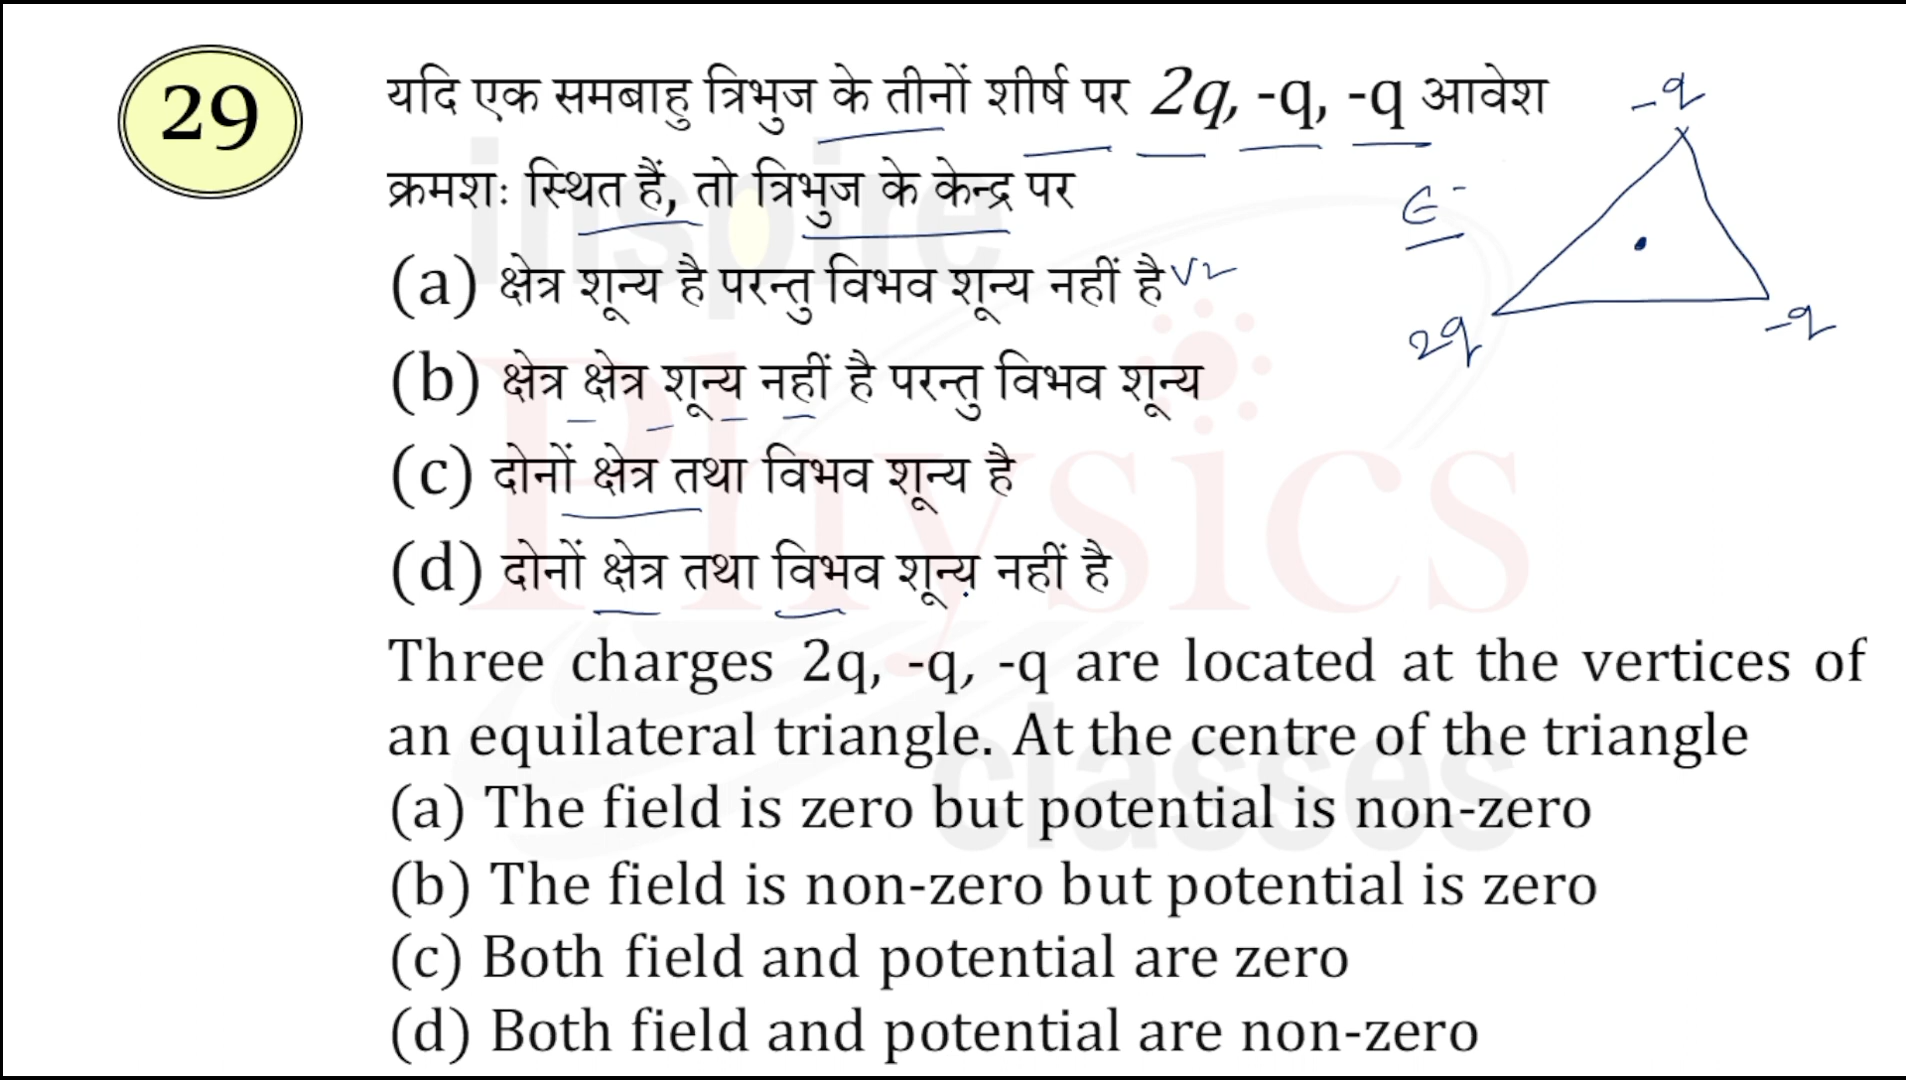 29
यदि एक समबाहु त्रिभुज के तीनों शीर्ष पर 2q, -q, -q आवेश
क्रमशः स्थित हैं, तो त्रिभुज के केन्द्र पर
(a) क्षेत्र शून्य है परन्तु विभव शून्य नहीं है
(b) क्षेत्र क्षेत्र शून्य नहीं है परन्तु विभव शून्य
(c) दोनों क्षेत्र तथा विभव शून्य है
(d) दोनों क्षेत्र तथा विभव शून्य नहीं है
-q
2q
-q
Three charges 2q, -q, -q are located at the vertices of
an equilateral triangle. At the centre of the triangle
(a) The field is zero but potential is non-zero
(b) The field is non-zero but potential is zero
(c) Both field and potential are zero
(d) Both field and potential are non-zero
inspire
Physics
classes